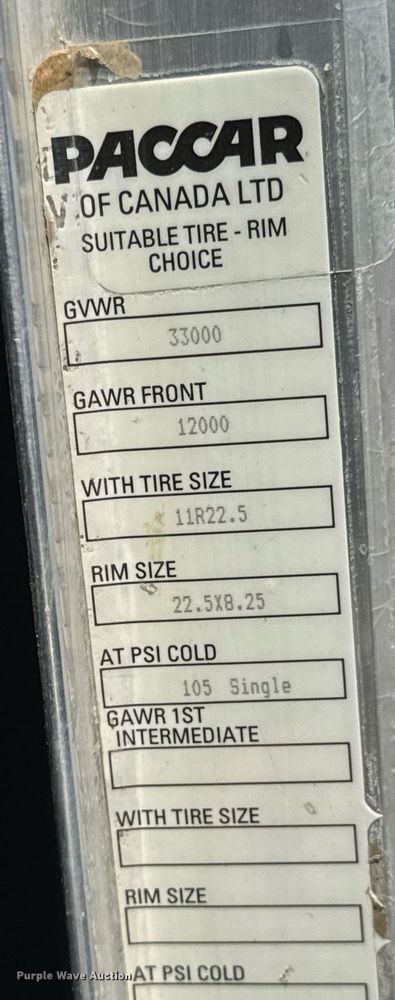 PACCAR
OF CANADA LTD
SUITABLE TIRE - RIM
CHOICE
GVWR
33000
GAWR FRONT
12000
WITH TIRE SIZE
11R22.5
RIM SIZE
22.5X8.25
AT PSI COLD
105 Single
GAWR 1ST
INTERMEDIATE
WITH TIRE SIZE
RIM SIZE
AT PSI COLD
Purple Wave Auction